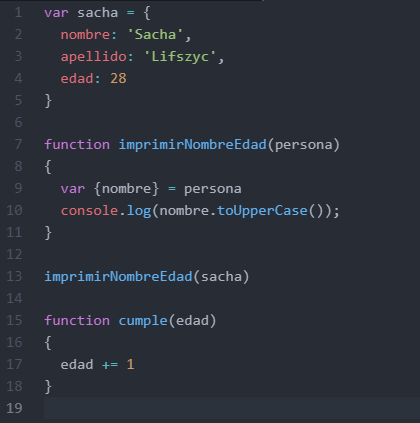 1 var sacha = {
2   nombre: 'Sacha',
3   apellido: 'Lifszyc',
4   edad: 28
5 }
6
7 function imprimirNombreEdad(persona)
8 {
9   var {nombre} = persona
10   console.log(nombre.toUpperCase());
11 }
12
13 imprimirNombreEdad(sacha)
14
15 function cumple(edad)
16 {
17   edad += 1
18 }
19